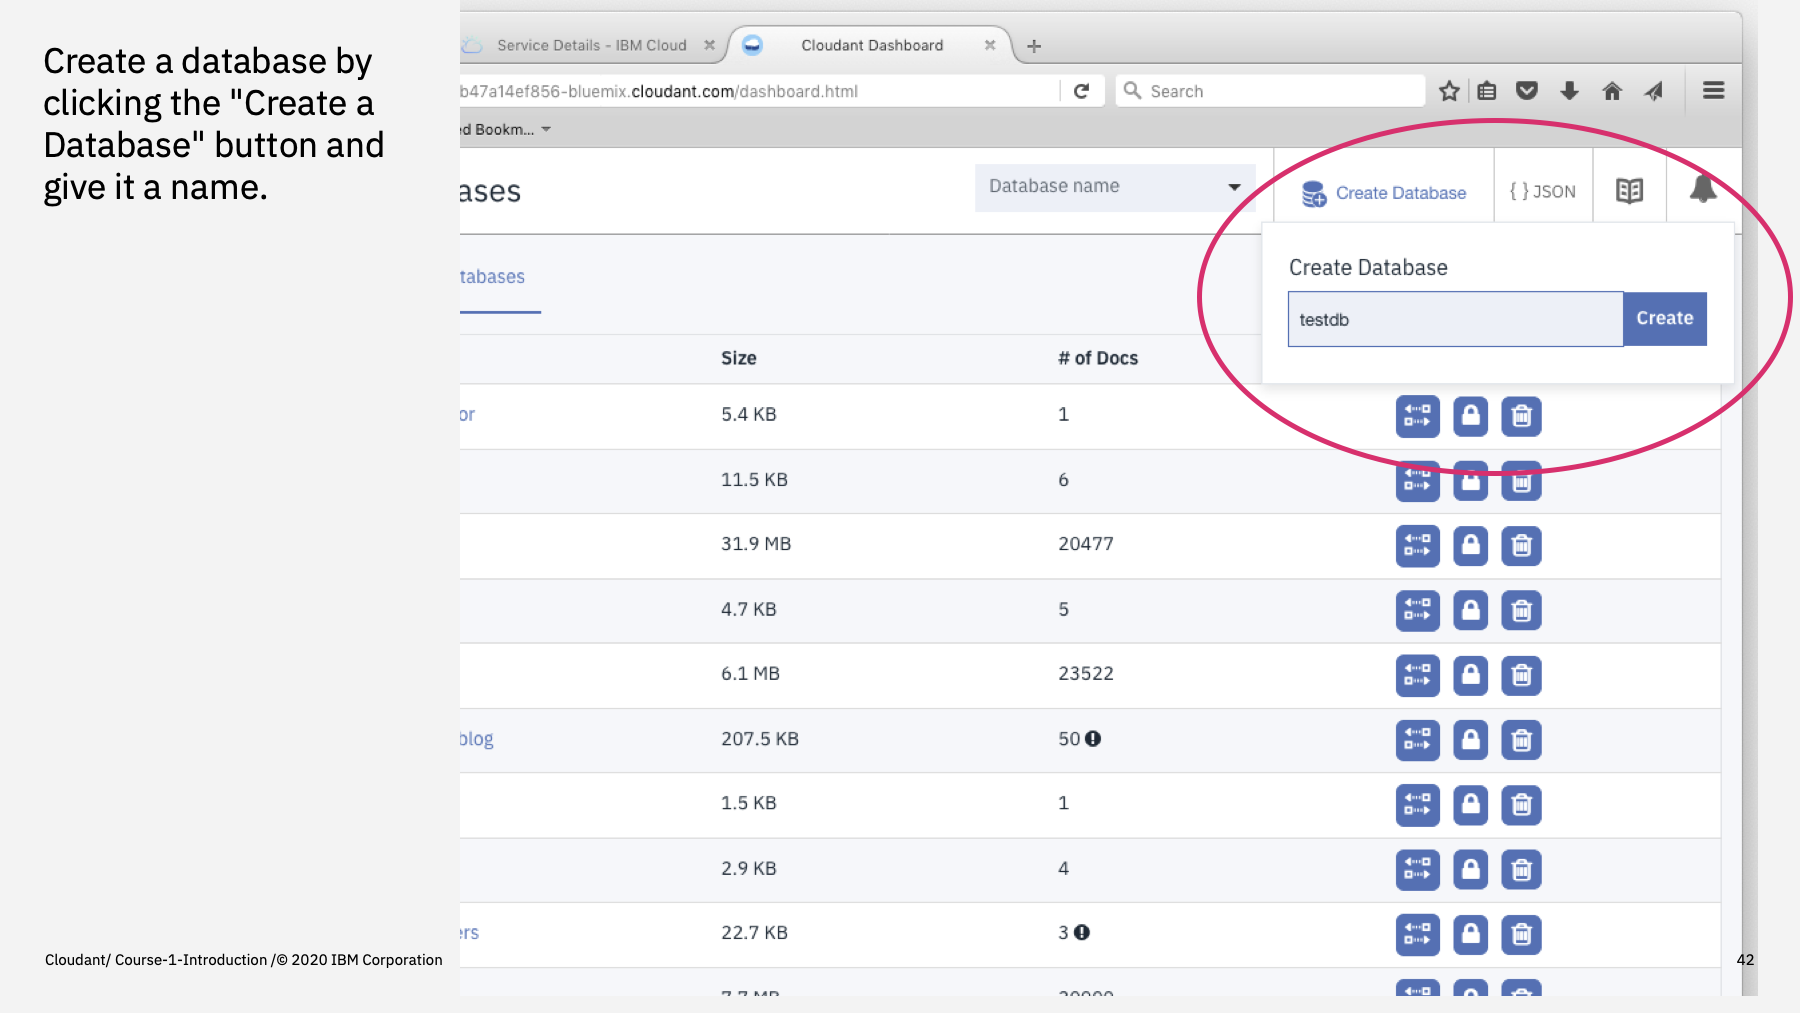 Create a database by
clicking the "Create a
Database" button and
give it a name.
Service Details - IBM Cloud
Cloudant Dashboard
b47a14ef856-bluemix.cloudant.com/dashboard.html
Search
ed Bookm...
ases
Database name
Create Database
{ } JSON
Create Database
testdb
Create
tabases
Size # of Docs
or 5.4 KB 1
11.5 KB 6
31.9 MB 20477
4.7 KB 5
6.1 MB 23522
blog 207.5 KB 50
1.5 KB 1
2.9 KB 4
ers 22.7 KB 3
Cloudant/ Course-1-Introduction /© 2020 IBM Corporation
42